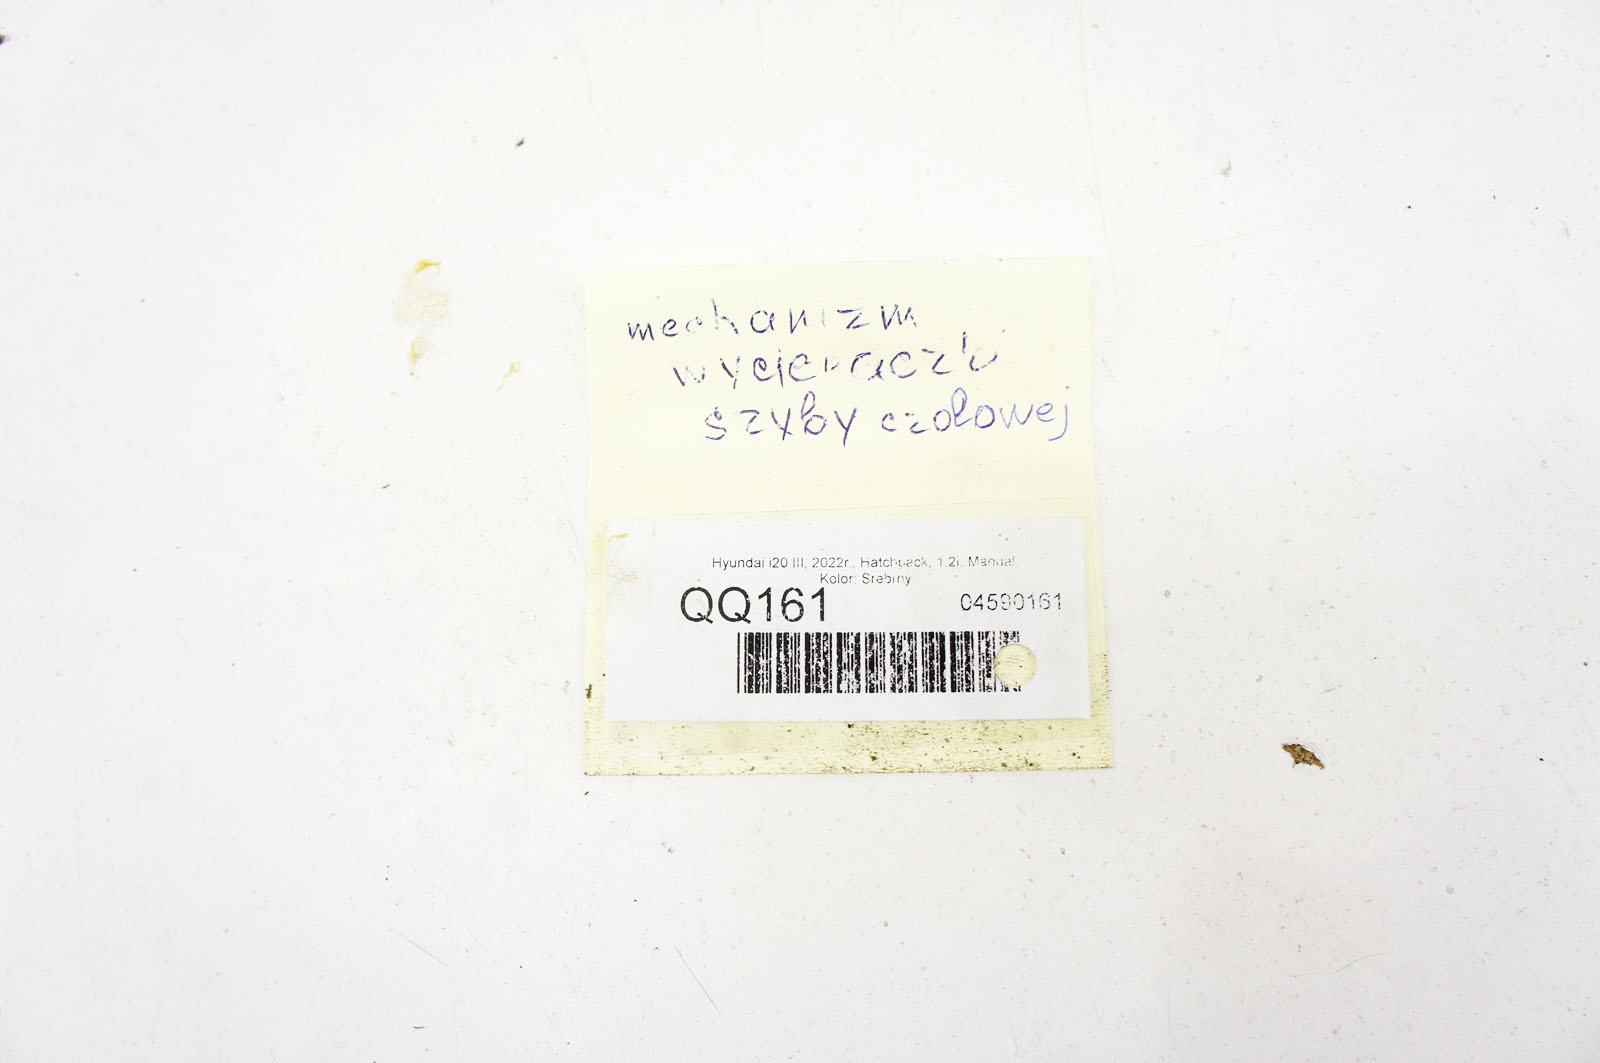 mechanizm
wycieraczki
szyby czołowej
Hyundai i20 III, 2022r., Hatchback, 1.2i, Manual,
Kolor: Srebrny
QQ161
04590161